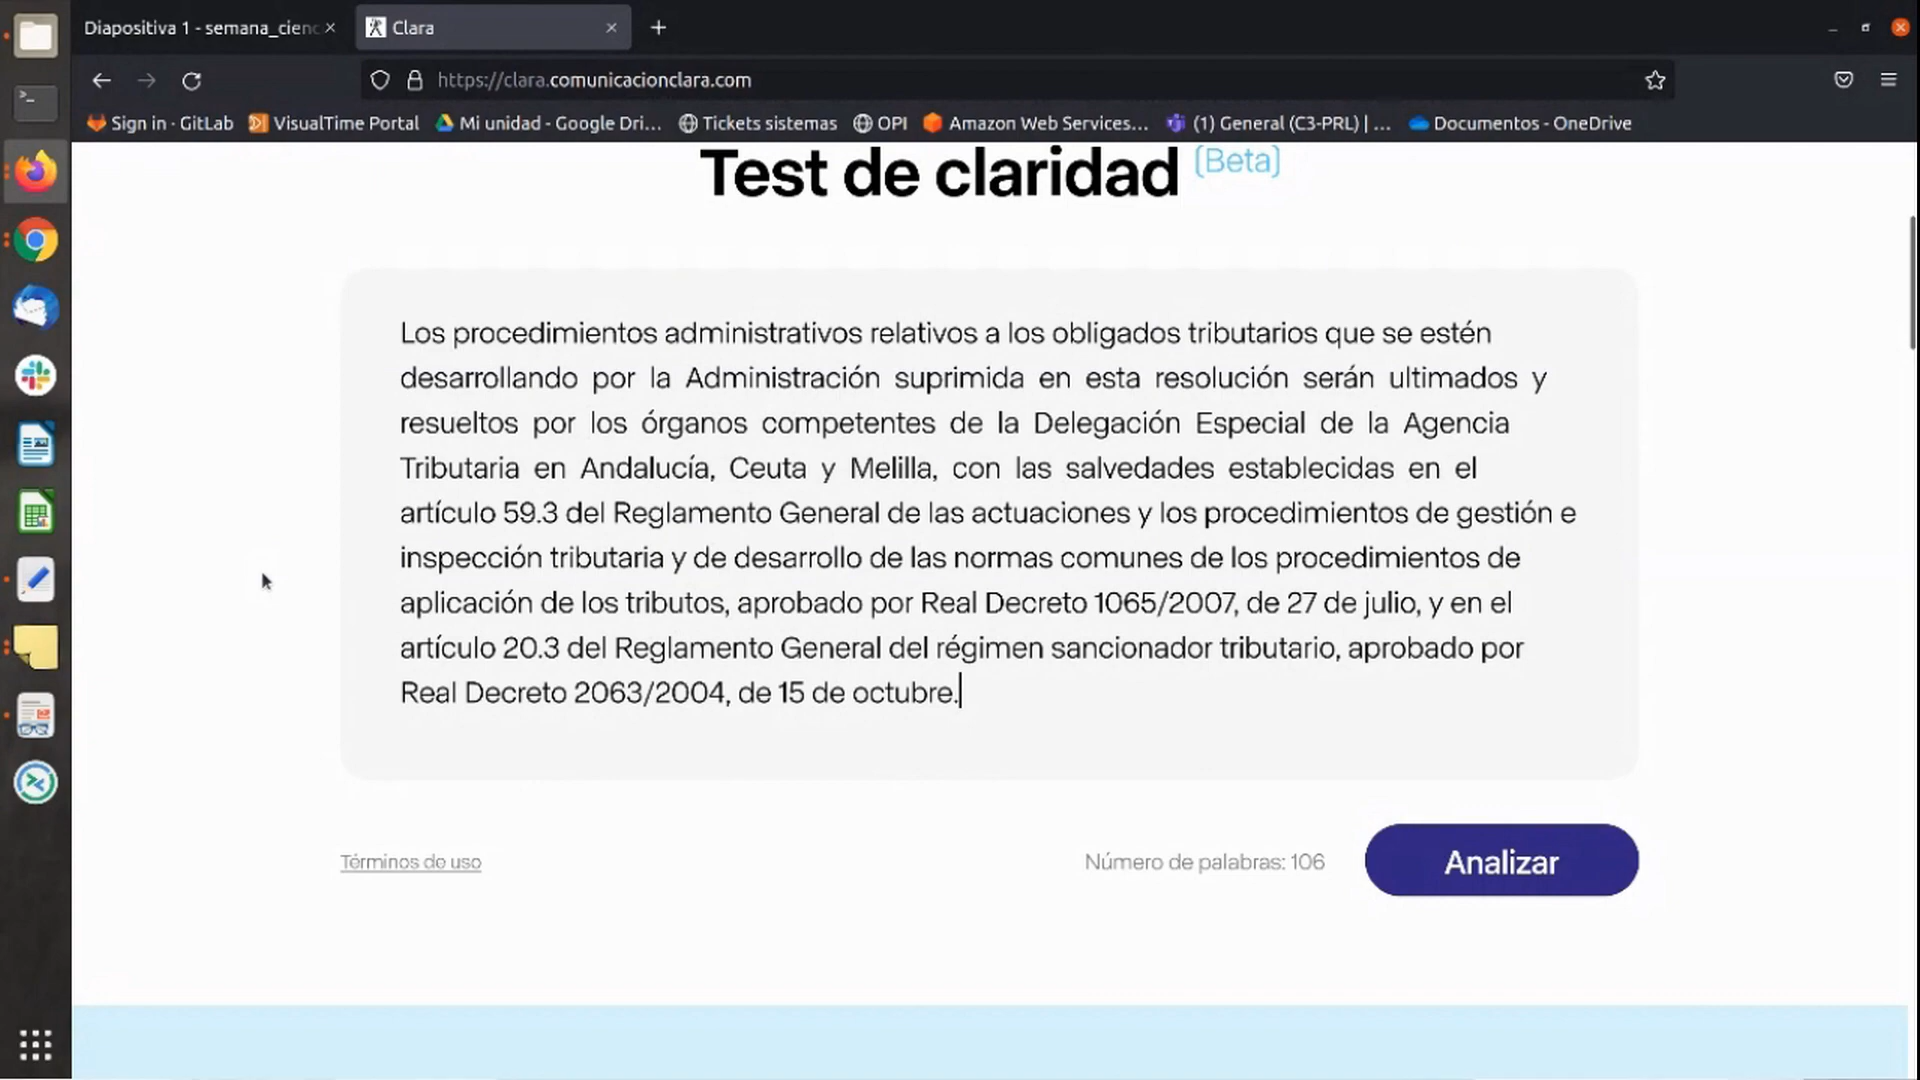 Diapositiva 1 - semana_cienc
Clara
https://clara.comunicacionclara.com
Sign in · GitLab
VisualTime Portal
Mi unidad - Google Dri...
Tickets sistemas
OPI
Amazon Web Services...
(1) General (C3-PRL) | ...
Documentos - OneDrive
Test de claridad (Beta)
Los procedimientos administrativos relativos a los obligados tributarios que se estén
desarrollando por la Administración suprimida en esta resolución serán ultimados y
resueltos por los órganos competentes de la Delegación Especial de la Agencia
Tributaria en Andalucía, Ceuta y Melilla, con las salvedades establecidas en el
artículo 59.3 del Reglamento General de las actuaciones y los procedimientos de gestión e
inspección tributaria y de desarrollo de las normas comunes de los procedimientos de
aplicación de los tributos, aprobado por Real Decreto 1065/2007, de 27 de julio, y en el
artículo 20.3 del Reglamento General del régimen sancionador tributario, aprobado por
Real Decreto 2063/2004, de 15 de octubre.
Términos de uso
Número de palabras: 106
Analizar